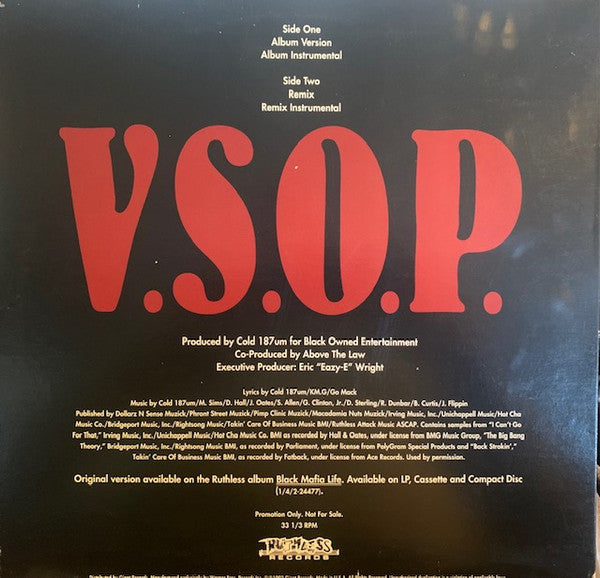 Side One
Album Version
Album Instrumental
Side Two
Remix
Remix Instrumental
V.S.O.P.
Produced by Cold 187um for Black Owned Entertainment
Co-Produced by Above The Law
Executive Producer: Eric "Eazy-E" Wright
Lyrics by Cold 187um/KM.G/Go Mack
Music by Cold 187um/M. Sims/D. Hall/J. Oates/S. Allen/G. Clinton, Jr./D. Sterling/R. Dunbar/B. Curtis/J. Flippin
Published by Dollarz N Sense Muzick/Phront Street Muzick/Pimp Clinic Muzick/Macadamia Nuts Muzick/Irving Music, Inc./Unichappell Music/Hot Cha
Music Co./Bridgeport Music, Inc./Rightsong Music/Takin' Care Of Business Music BMI/Ruthless Attack Music ASCAP. Contains samples from "I Can't Go
For That," Irving Music, Inc./Unichappell Music/Hot Cha Music Co. BMI as recorded by Hall & Oates, under license from BMG Music Group, "The Big Bang
Theory," Bridgeport Music, Inc./Rightsong Music BMI, as recorded by Parliament, under license from PolyGram Special Products and "Back Strokin',"
Takin' Care Of Business Music BMI, as recorded by Fatback, under license from Ace Records. Used by permission.
Original version available on the Ruthless album Black Mafia Life. Available on LP, Cassette and Compact Disc
(1/4/2-24477).
Promotion Only. Not For Sale.
33 1/3 RPM
RUTHLESS
RECORDS